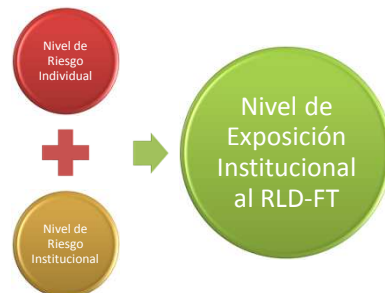 Nivel de
Riesgo
Individual
Nivel de
Riesgo
Institucional
Nivel de
Exposición
Institucional
al RLD-FT